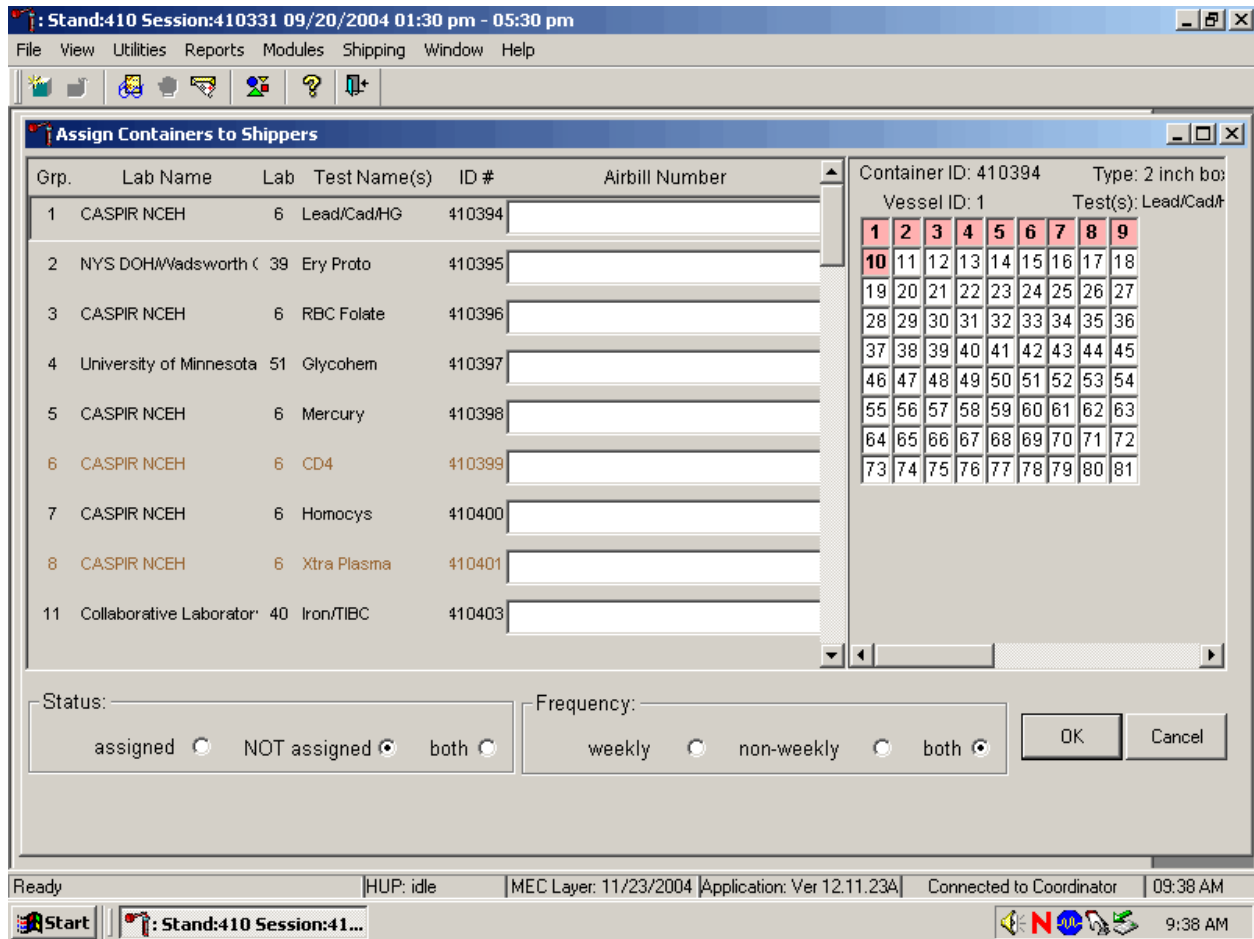 : Stand:410 Session:410331 09/20/2004 01:30 pm - 05:30 pm
File View Utilities Reports Modules Shipping Window Help
Assign Containers to Shippers
Grp. Lab Name Lab Test Name(s) ID # Airbill Number
1 CASPIR NCEH 6 Lead/Cad/HG 410394
2 NYS DOH/Wadsworth ( 39 Ery Proto 410395
3 CASPIR NCEH 6 RBC Folate 410396
4 University of Minnesota 51 Glycohem 410397
5 CASPIR NCEH 6 Mercury 410398
6 CASPIR NCEH 6 CD4 410399
7 CASPIR NCEH 6 Homocys 410400
8 CASPIR NCEH 6 Xtra Plasma 410401
11 Collaborative Laborator 40 Iron/TIBC 410403
Container ID: 410394 Type: 2 inch box
Vessel ID: 1 Test(s): Lead/Cad/H
1 2 3 4 5 6 7 8 9
10 11 12 13 14 15 16 17 18
19 20 21 22 23 24 25 26 27
28 29 30 31 32 33 34 35 36
37 38 39 40 41 42 43 44 45
46 47 48 49 50 51 52 53 54
55 56 57 58 59 60 61 62 63
64 65 66 67 68 69 70 71 72
73 74 75 76 77 78 79 80 81
Status:
assigned NOT assigned both
Frequency:
weekly non-weekly both
OK Cancel
Ready HUP: idle MEC Layer: 11/23/2004 Application: Ver 12.11.23A Connected to Coordinator 09:38 AM
Start : Stand:410 Session:41... N 9:38 AM